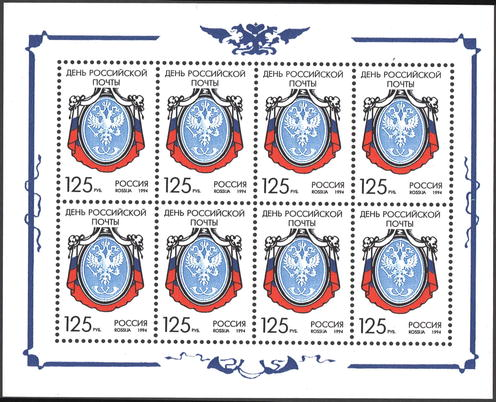 ДЕНЬ РОССИЙСКОЙ ДЕНЬ РОССИЙСКОЙ ДЕНЬ РОССИЙСКОЙ ДЕНЬ РОССИЙСКОЙ
ПОЧТЫ ПОЧТЫ ПОЧТЫ ПОЧТЫ
125 РУБ. РОССИЯ 125 РУБ. РОССИЯ 125 РУБ. РОССИЯ 125 РУБ. РОССИЯ
ROSSIJA 1994 ROSSIJA 1994 ROSSIJA 1994 ROSSIJA 1994
ДЕНЬ РОССИЙСКОЙ ДЕНЬ РОССИЙСКОЙ ДЕНЬ РОССИЙСКОЙ ДЕНЬ РОССИЙСКОЙ
ПОЧТЫ ПОЧТЫ ПОЧТЫ ПОЧТЫ
125 РУБ. РОССИЯ 125 РУБ. РОССИЯ 125 РУБ. РОССИЯ 125 РУБ. РОССИЯ
ROSSIJA 1994 ROSSIJA 1994 ROSSIJA 1994 ROSSIJA 1994